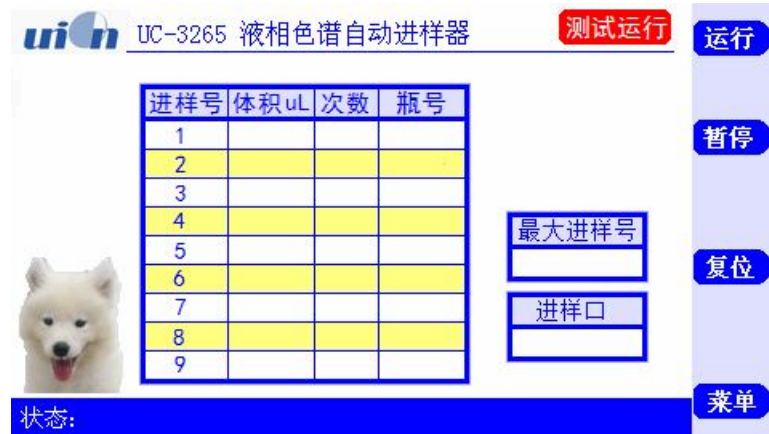 union UC-3265 液相色谱自动进样器 测试运行
运行
进样号 体积uL 次数 瓶号
1
暂停
2
3
4
最大进样号
5
复位
6
7
进样口
8
9
菜单
状态: